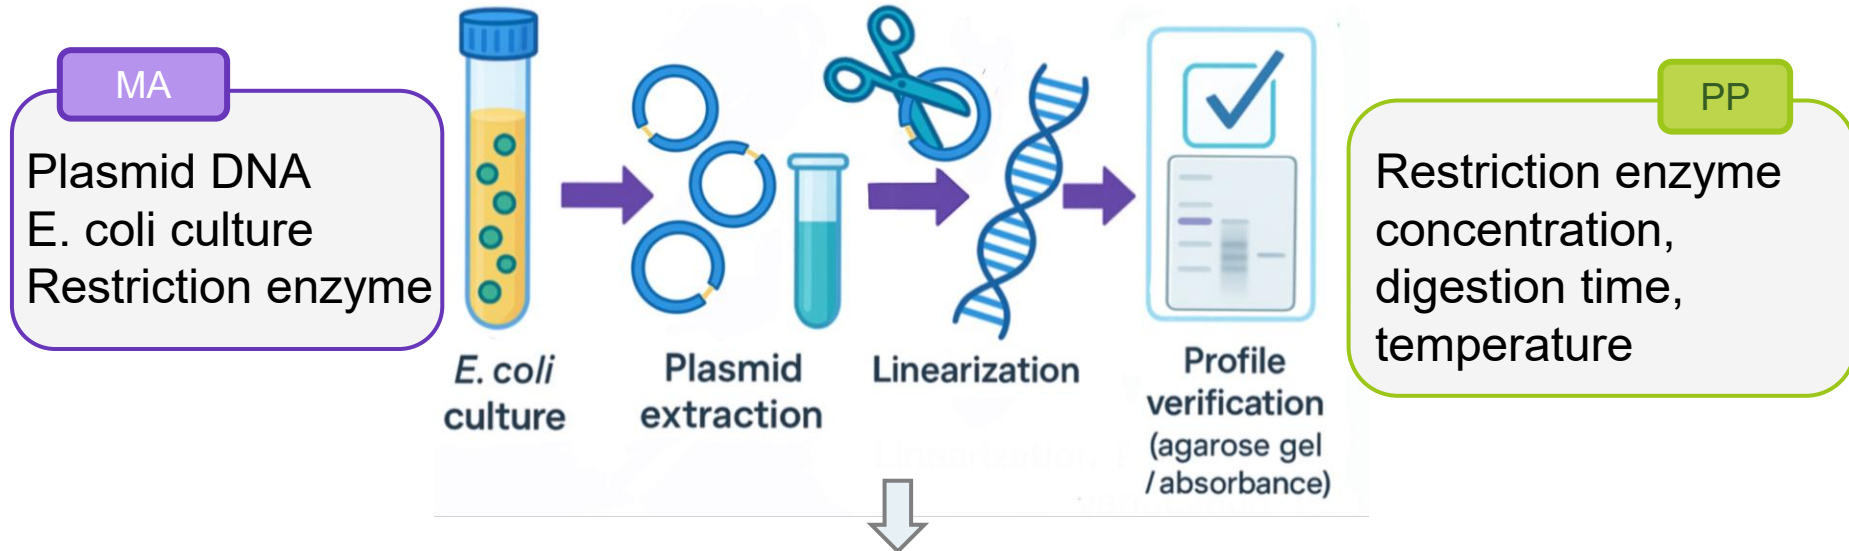 MA
Plasmid DNA
E. coli culture
Restriction enzyme
E. coli
culture
Plasmid
extraction
Linearization
Profile
verification
(agarose gel
/absorbance)
PP
Restriction enzyme
concentration,
digestion time,
temperature